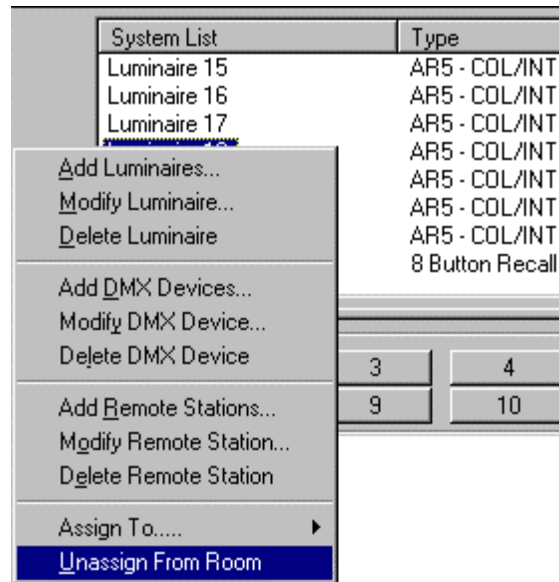 System List Type
Luminaire 15 AR5 - COL/INT
Luminaire 16 AR5 - COL/INT
Luminaire 17 AR5 - COL/INT
AR5 - COL/INT
Add Luminaires... AR5 - COL/INT
Modify Luminaire... AR5 - COL/INT
Delete Luminaire AR5 - COL/INT
8 Button Recall
Add DMX Devices...
Modify DMX Device...
Delete DMX Device 3 4
Add Remote Stations... 9 10
Modify Remote Station...
Delete Remote Station
Assign To.....
Unassign From Room